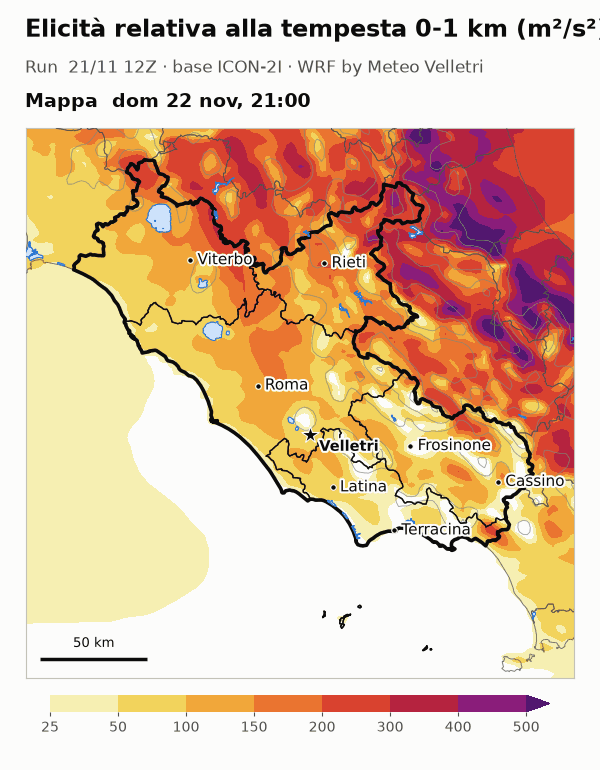 Elicità relativa alla tempesta 0-1 km (m²/s²)
Run 21/11 12Z · base ICON-2I · WRF by Meteo Velletri
Mappa dom 22 nov, 21:00
Viterbo
Rieti
Roma
Velletri
Frosinone
Latina
Cassino
Terracina
50 km
25 50 100 150 200 300 400 500